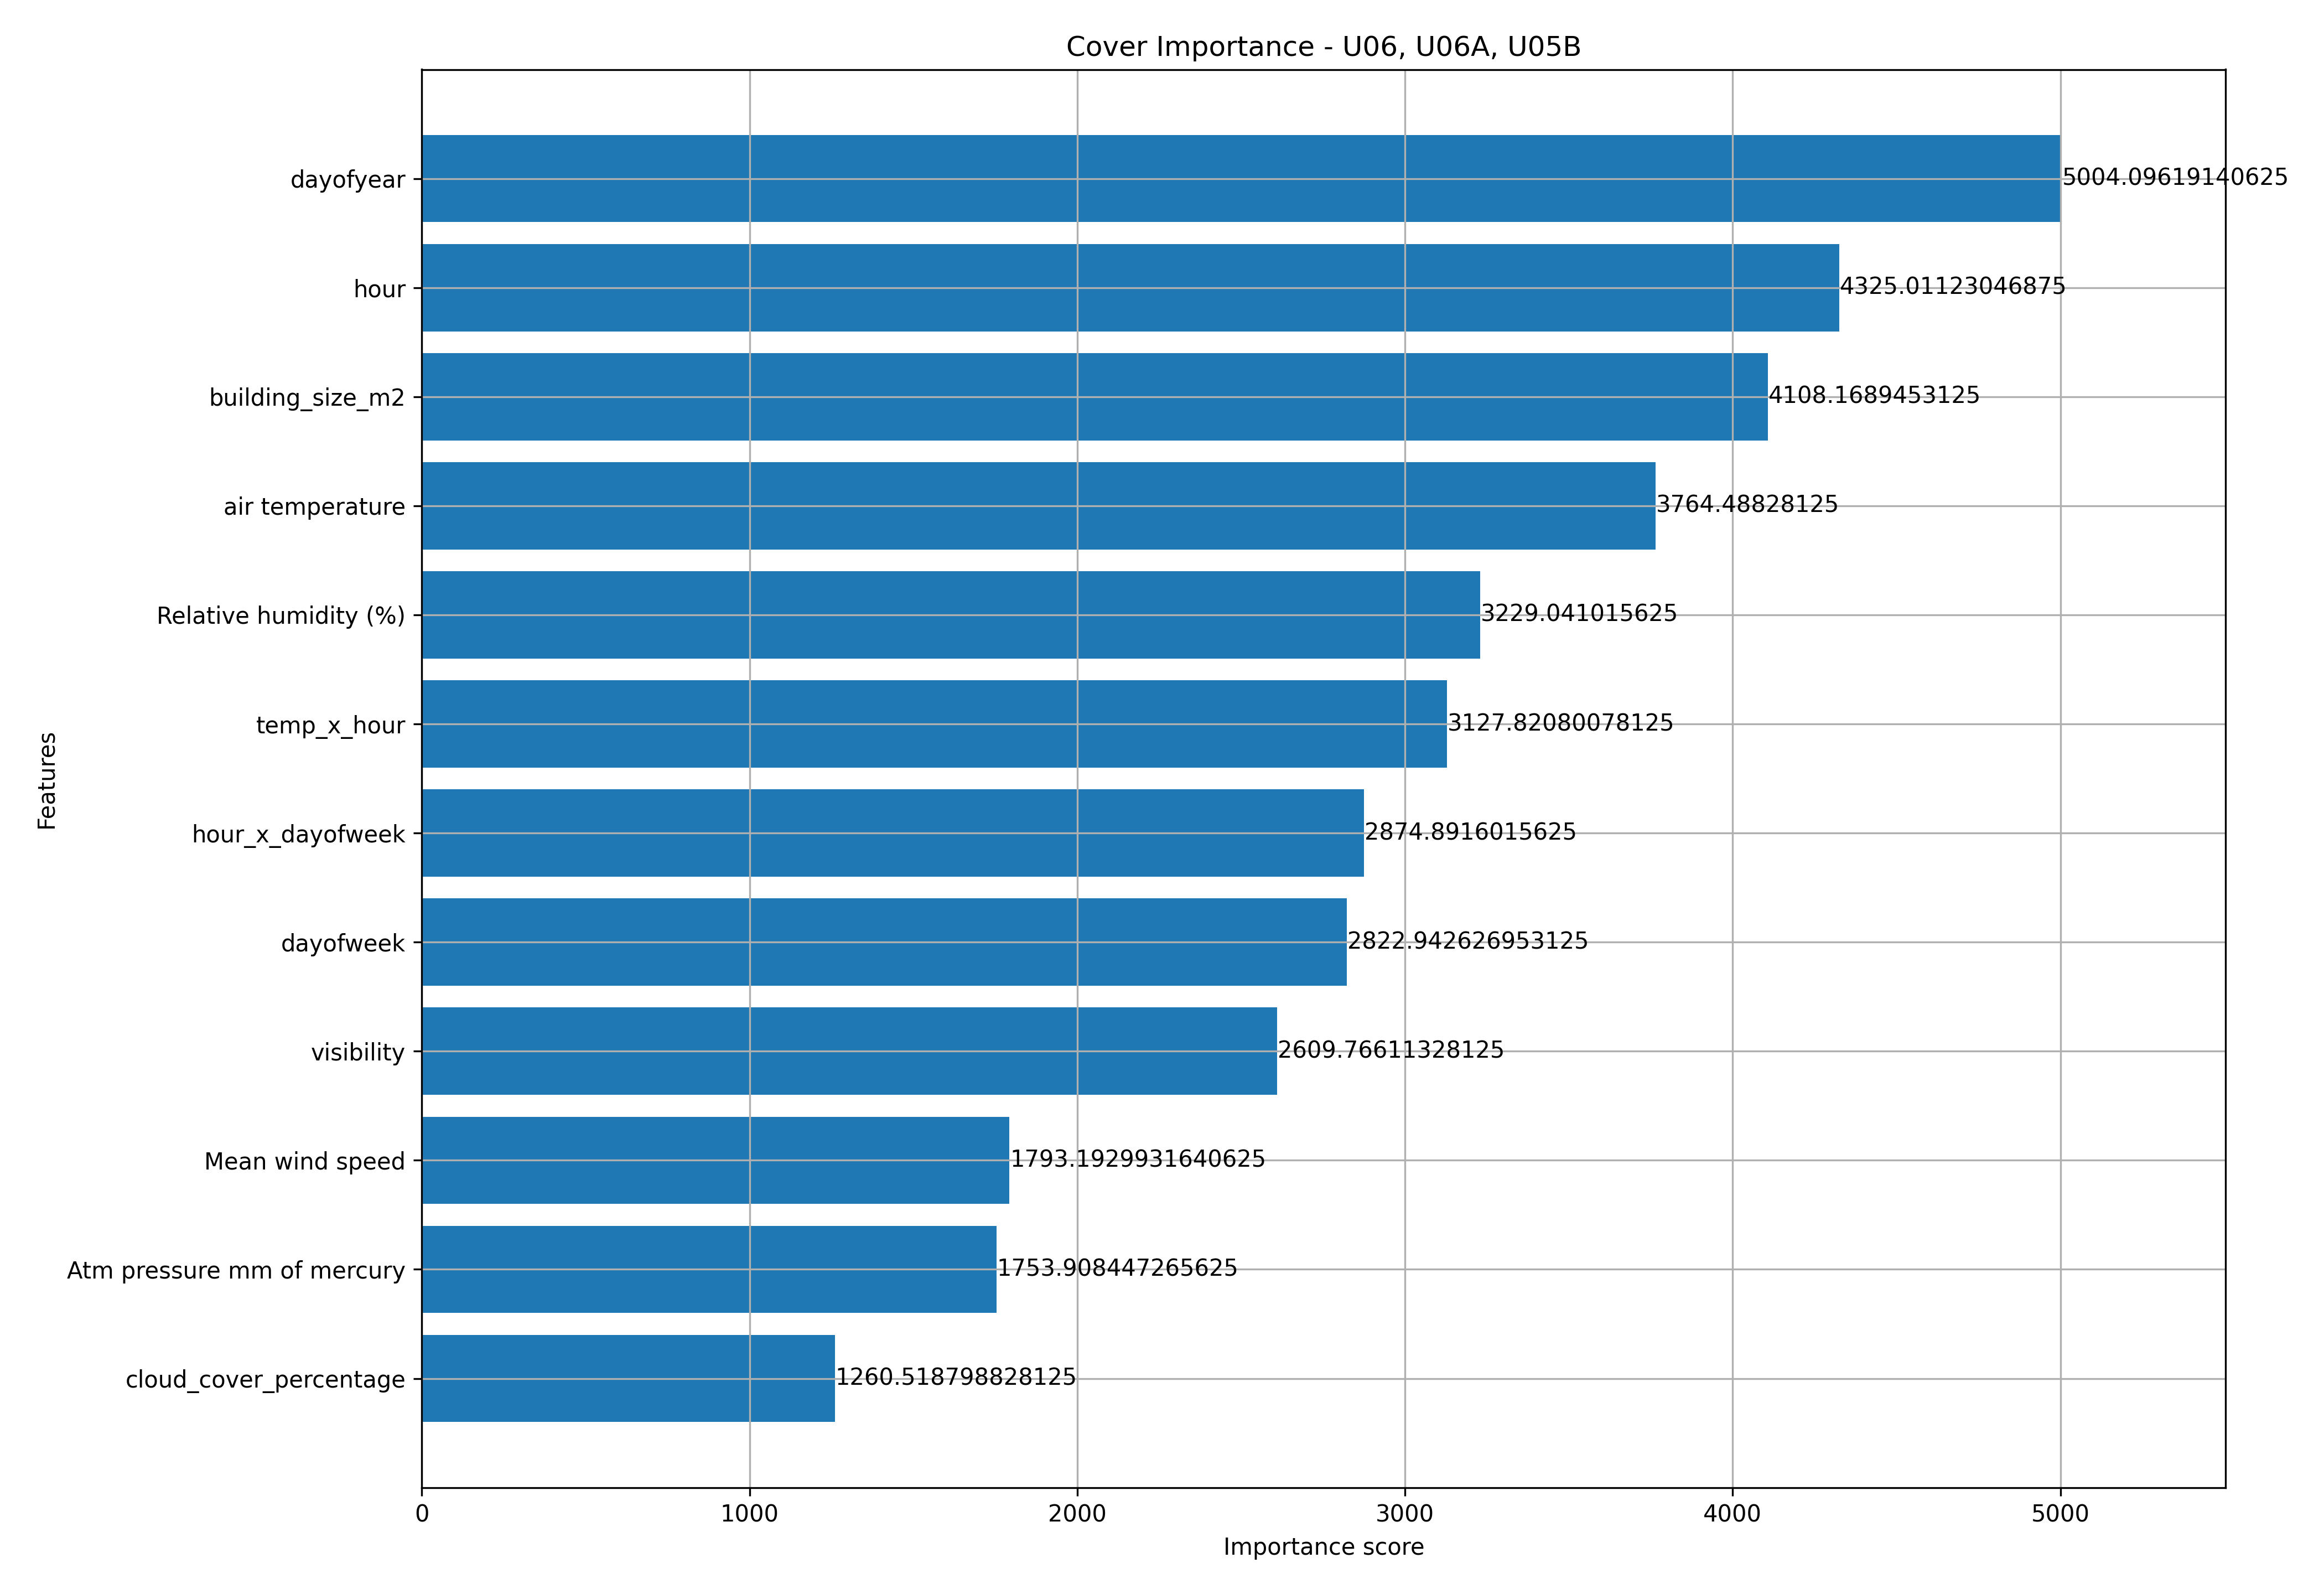 Cover Importance - U06, U06A, U05B
dayofyear 5004.09619140625
hour 4325.01123046875
building_size_m2 4108.1689453125
air temperature 3764.48828125
Relative humidity (%) 3229.041015625
temp_x_hour 3127.82080078125
hour_x_dayofweek 2874.8916015625
dayofweek 2822.942626953125
visibility 2609.76611328125
Mean wind speed 1793.1929931640625
Atm pressure mm of mercury 1753.908447265625
cloud_cover_percentage 1260.518798828125
Features
0 1000 2000 3000 4000 5000
Importance score